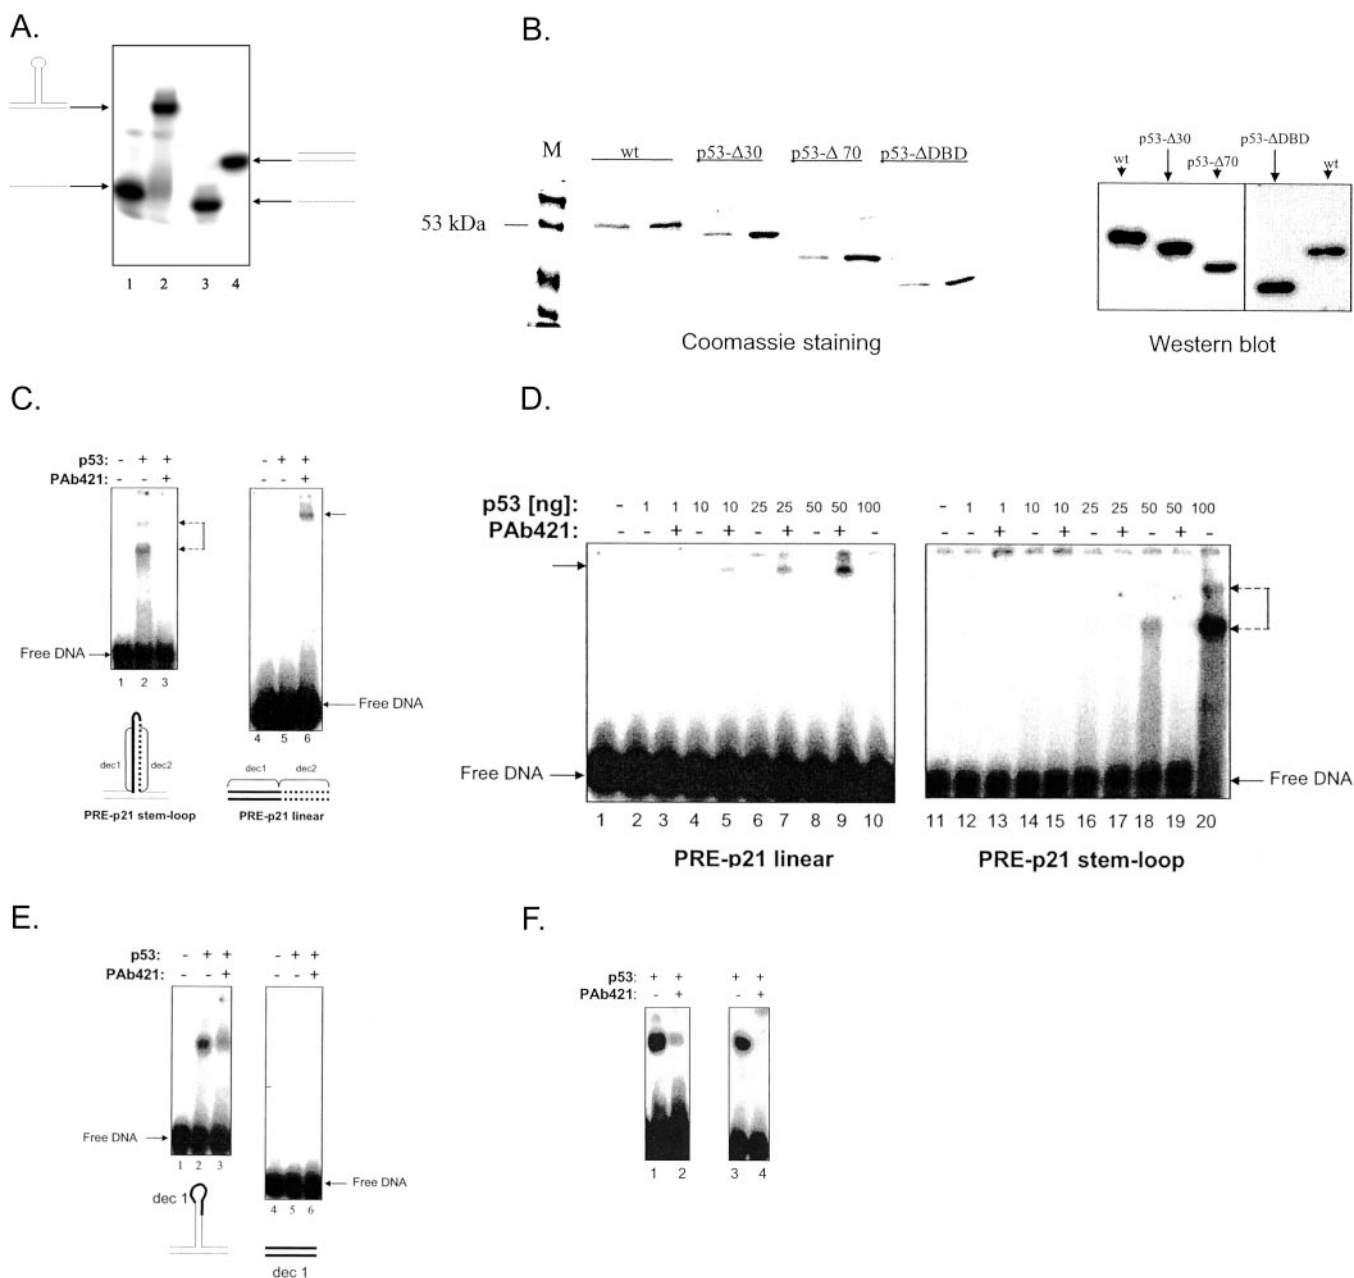 A.
1 2 3 4
B.
M wt p53-Δ30 p53-Δ 70 p53-ΔDBD
53 kDa
Coomassie staining
wt p53-Δ30 p53-Δ70 p53-ΔDBD wt
Western blot
C.
p53: - + + - + +
PAb421: - - + - - +
Free DNA
1 2 3
Free DNA
4 5 6
dec1 dec2
PRE-p21 stem-loop
dec1 dec2
PRE-p21 linear
D.
p53 [ng]: - 1 1 10 10 25 25 50 50 100 - 1 1 10 10 25 25 50 50 100
PAb421: - - + - + - + - + - - - + - + - + - + -
Free DNA
Free DNA
1 2 3 4 5 6 7 8 9 10
11 12 13 14 15 16 17 18 19 20
PRE-p21 linear
PRE-p21 stem-loop
E.
p53: - + + - + +
PAb421: - - + - - +
Free DNA
1 2 3
Free DNA
4 5 6
dec 1
dec 1
F.
p53: + + + +
PAb421: - + - +
1 2 3 4